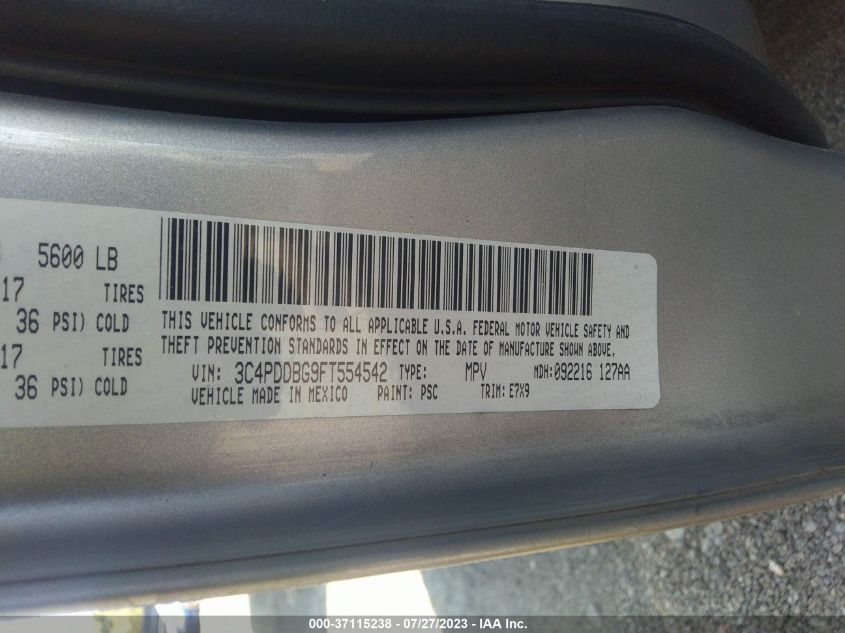 5600 LB
17 TIRES
36 PSI) COLD
17 TIRES
36 PSI) COLD
THIS VEHICLE CONFORMS TO ALL APPLICABLE U.S.A. FEDERAL MOTOR VEHICLE SAFETY AND
THEFT PREVENTION STANDARDS IN EFFECT ON THE DATE OF MANUFACTURE SHOWN ABOVE.
VIN: 3C4PDDBG9FT554542 TYPE: MPV MDH: 092216 127AA
VEHICLE MADE IN MEXICO PAINT: PSC TRIM: E7X9
000-37115238 - 07/27/2023 - IAA Inc.